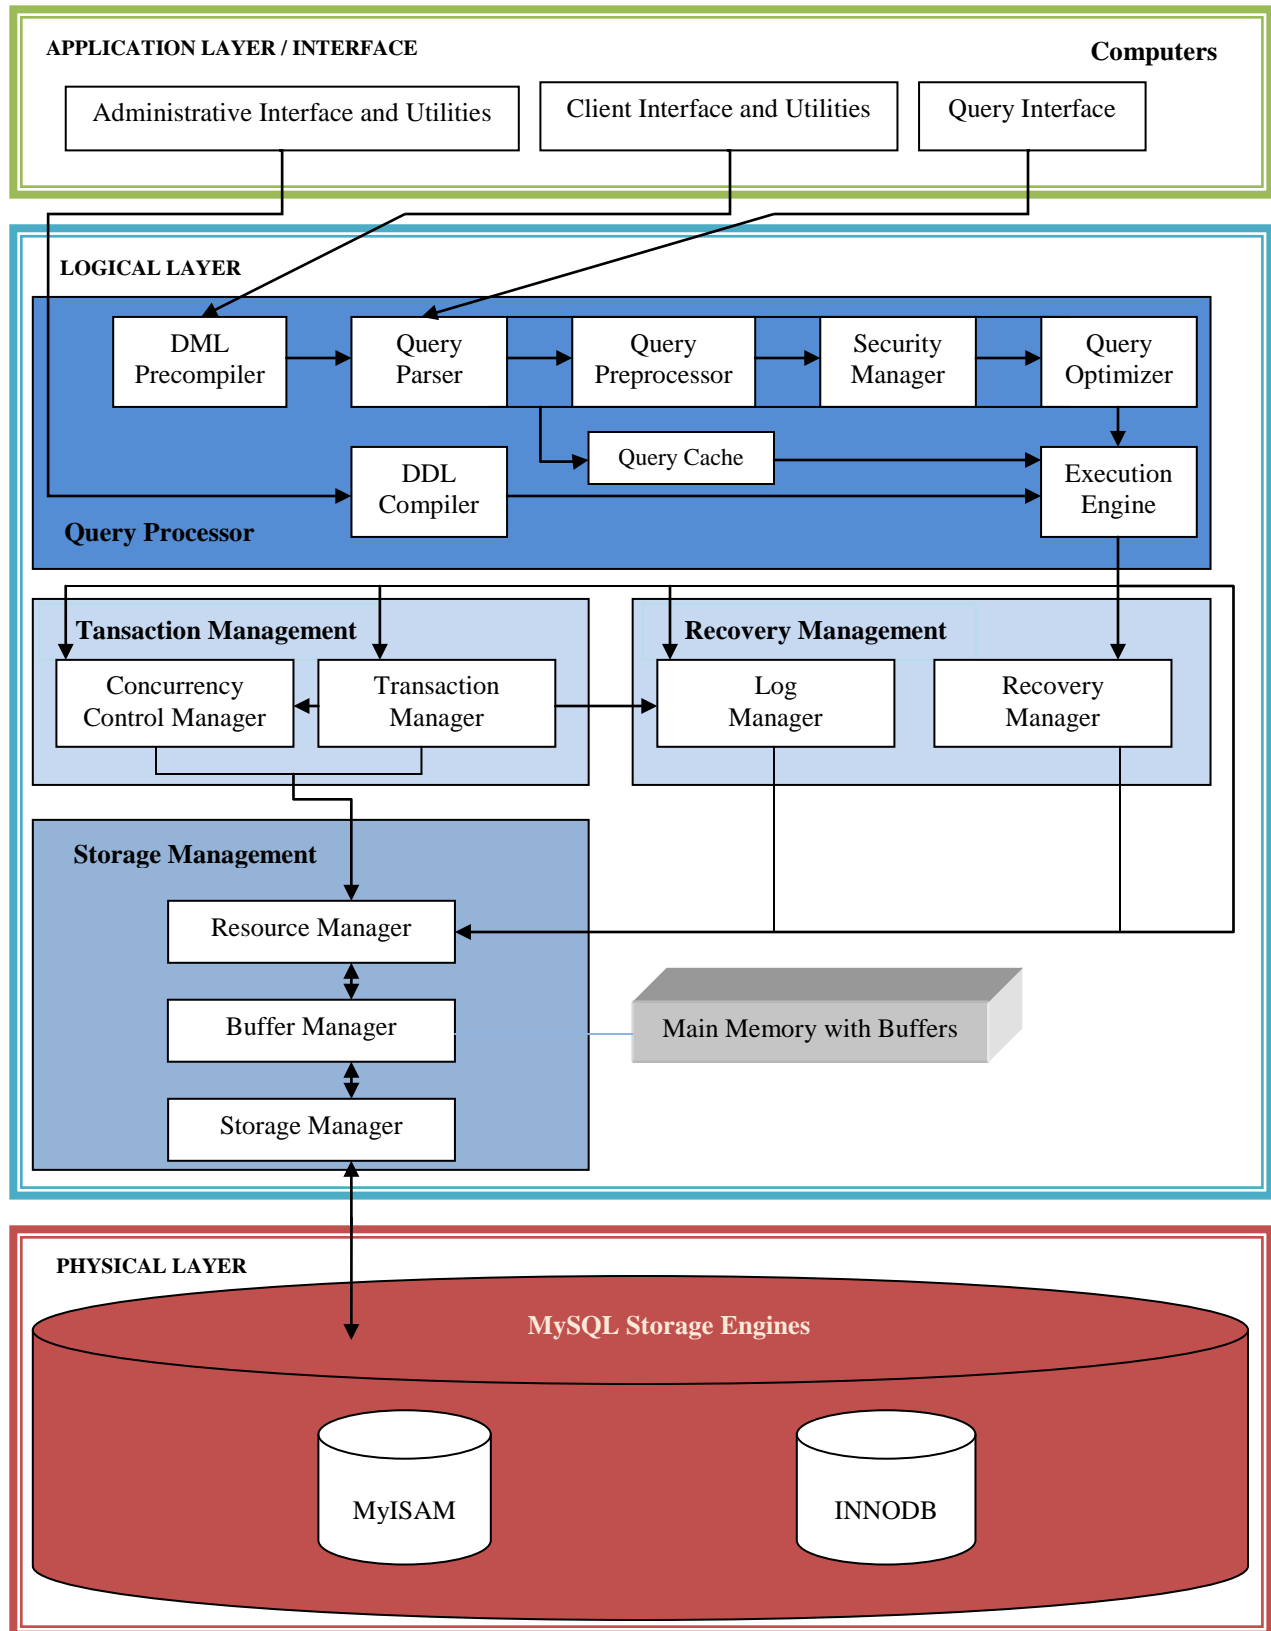 APPLICATION LAYER / INTERFACE
Computers
Administrative Interface and Utilities
Client Interface and Utilities
Query Interface
LOGICAL LAYER
DML
Precompiler
Query
Parser
Query
Preprocessor
Security
Manager
Query
Optimizer
Query Cache
DDL
Compiler
Execution
Engine
Query Processor
Tansaction Management
Recovery Management
Concurrency
Control Manager
Transaction
Manager
Log
Manager
Recovery
Manager
Storage Management
Resource Manager
Buffer Manager
Main Memory with Buffers
Storage Manager
PHYSICAL LAYER
MySQL Storage Engines
MyISAM
INNODB